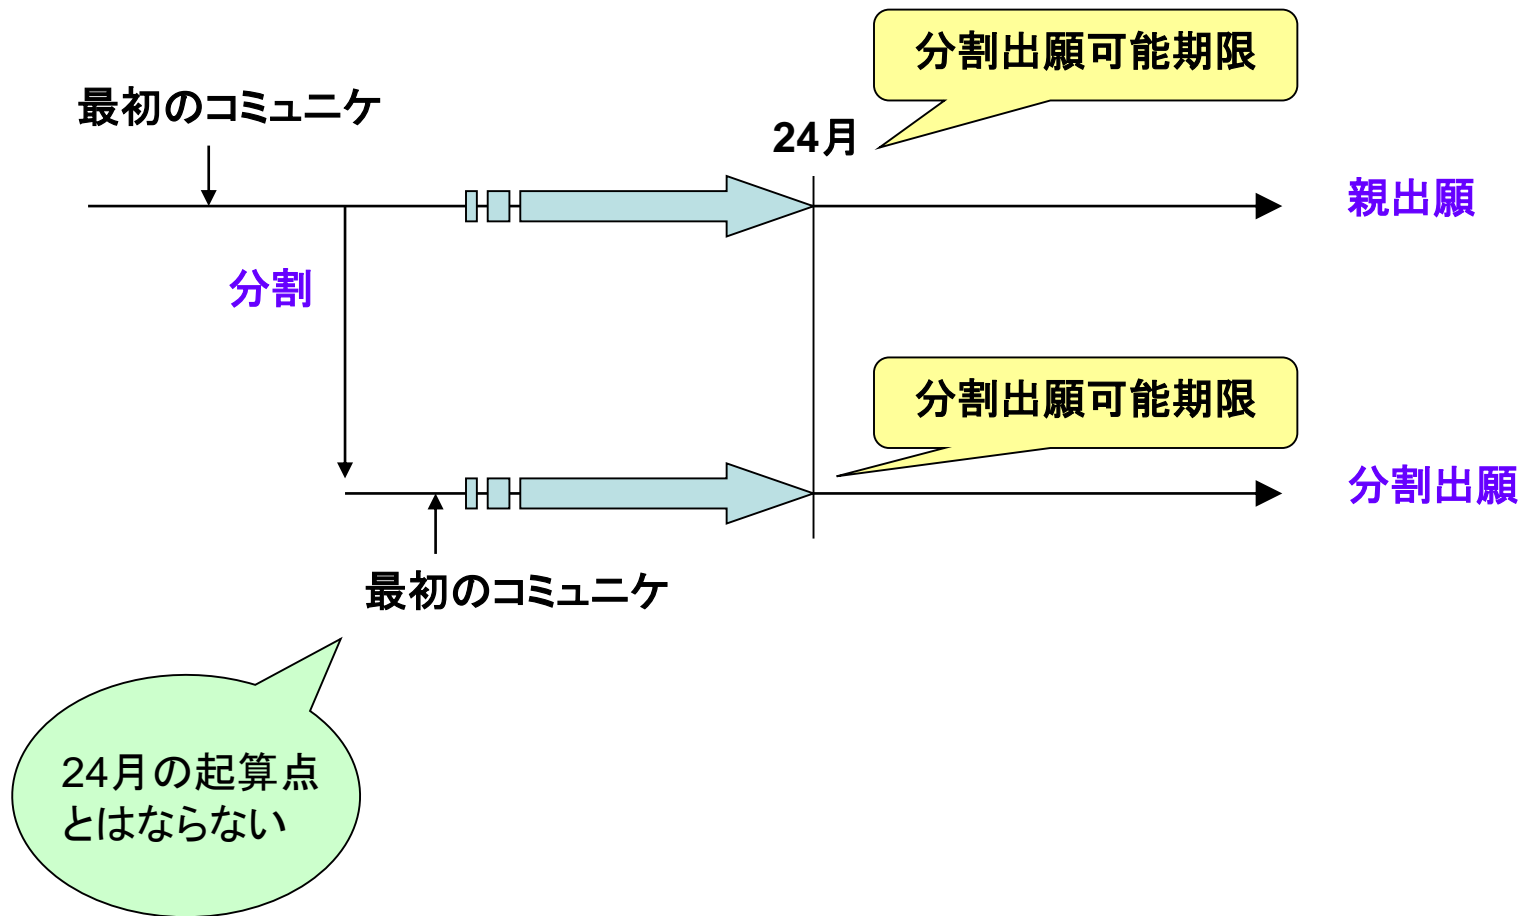 分割出願可能期限
最初のコミュニケ
24月
親出願
分割
分割出願可能期限
分割出願
最初のコミュニケ
24月の起算点
とはならない